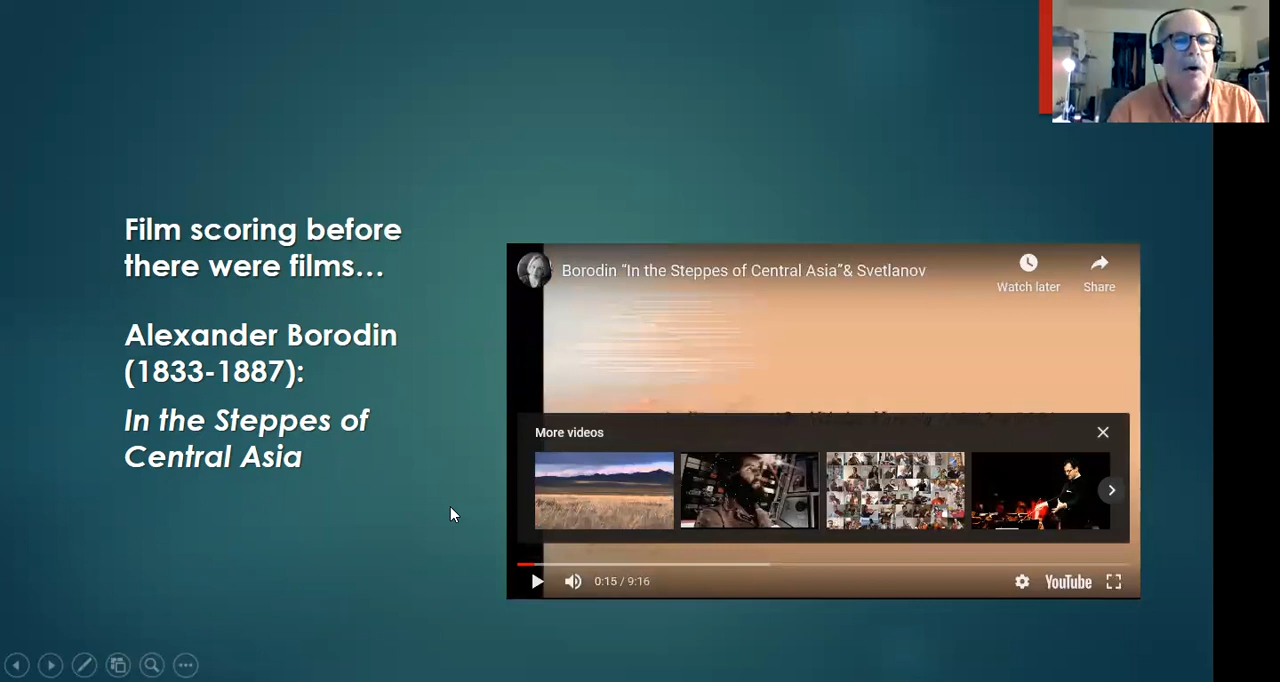 Film scoring before
there were films…
Alexander Borodin
(1833-1887):
In the Steppes of
Central Asia
Borodin “In the Steppes of Central Asia”& Svetlanov
Watch later
Share
More videos
0:15 / 9:16
YouTube